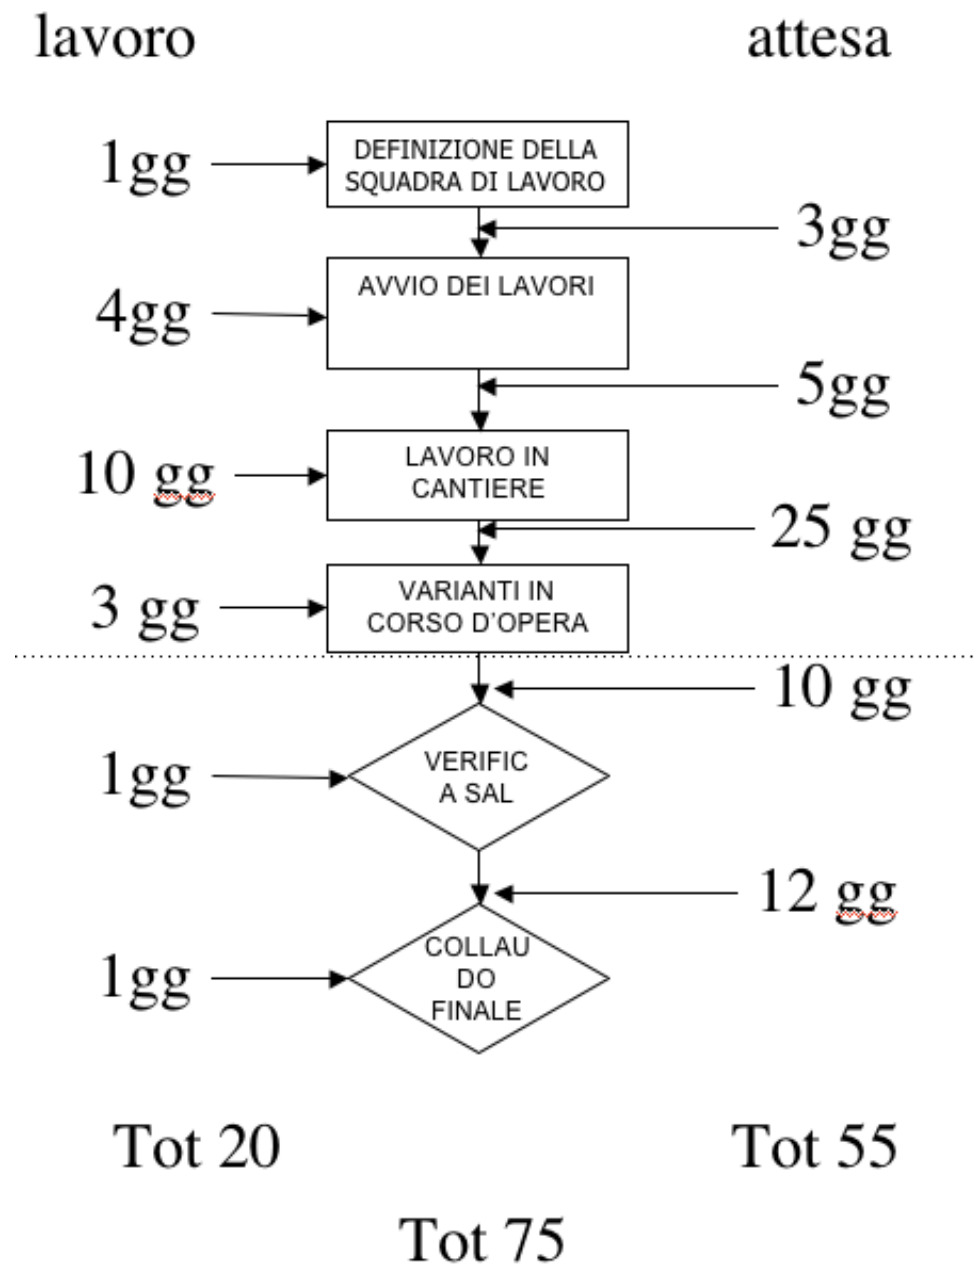 lavoro attesa
1gg
DEFINIZIONE DELLA
SQUADRA DI LAVORO
3gg
4gg
AVVIO DEI LAVORI
5gg
10 gg
LAVORO IN
CANTIERE
25 gg
3 gg
VARIANTI IN
CORSO D'OPERA
10 gg
1gg
VERIFIC
A SAL
12 gg
1gg
COLLAU
DO
FINALE
Tot 20 Tot 55
Tot 75